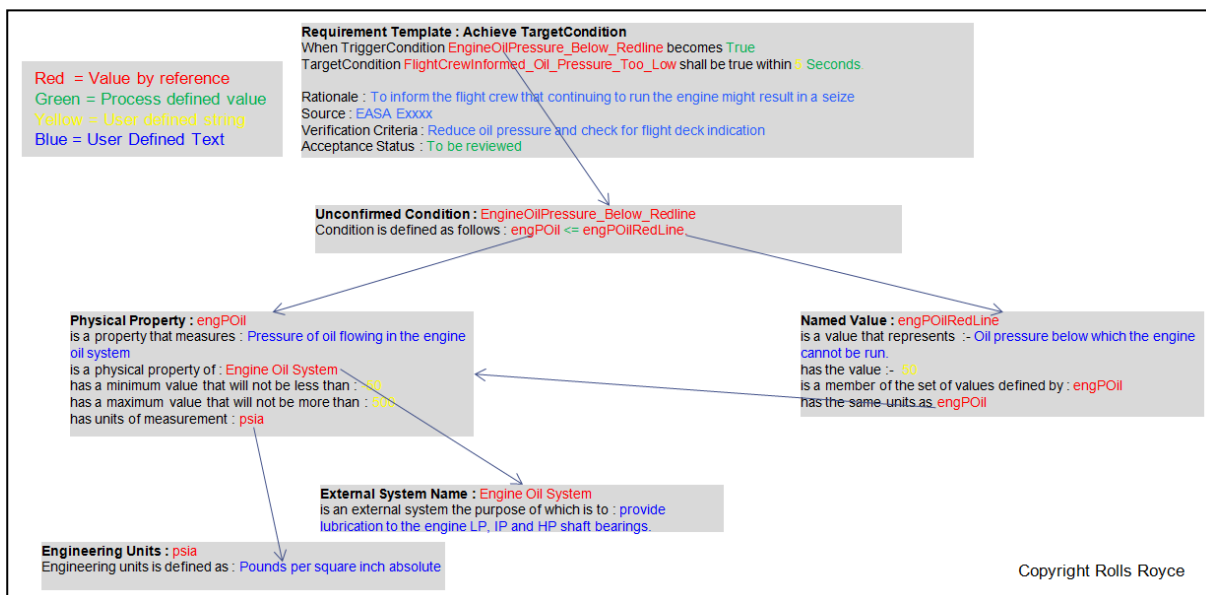 Requirement Template : Achieve TargetCondition
When TriggerCondition EngineOilPressure_Below_Redline becomes True
TargetCondition FlightCrewInformed_Oil_Pressure_Too_Low shall be true within Seconds.
Rationale : To inform the flight crew that continuing to run the engine might result in a seize
Source : EASA Exxxx
Verification Criteria : Reduce oil pressure and check for flight deck indication
Acceptance Status : To be reviewed
Red = Value by reference
Green = Process defined value
Yellow = User defined string
Blue = User Defined Text
Unconfirmed Condition : EngineOilPressure_Below_Redline
Condition is defined as follows : engPOil <= engPOilRedLine
Physical Property : engPOil
is a property that measures : Pressure of oil flowing in the engine
oil system
is a physical property of : Engine Oil System
has a minimum value that will not be less than :
has a maximum value that will not be more than :
has units of measurement : psia
Named Value : engPOilRedLine
is a value that represents :- Oil pressure below which the engine
cannot be run.
has the value :- 50
is a member of the set of values defined by : engPOil
has the same units as engPOil
External System Name : Engine Oil System
is an external system the purpose of which is to : provide
lubrication to the engine LP, IP and HP shaft bearings.
Engineering Units : psia
Engineering units is defined as : Pounds per square inch absolute
Copyright Rolls Royce